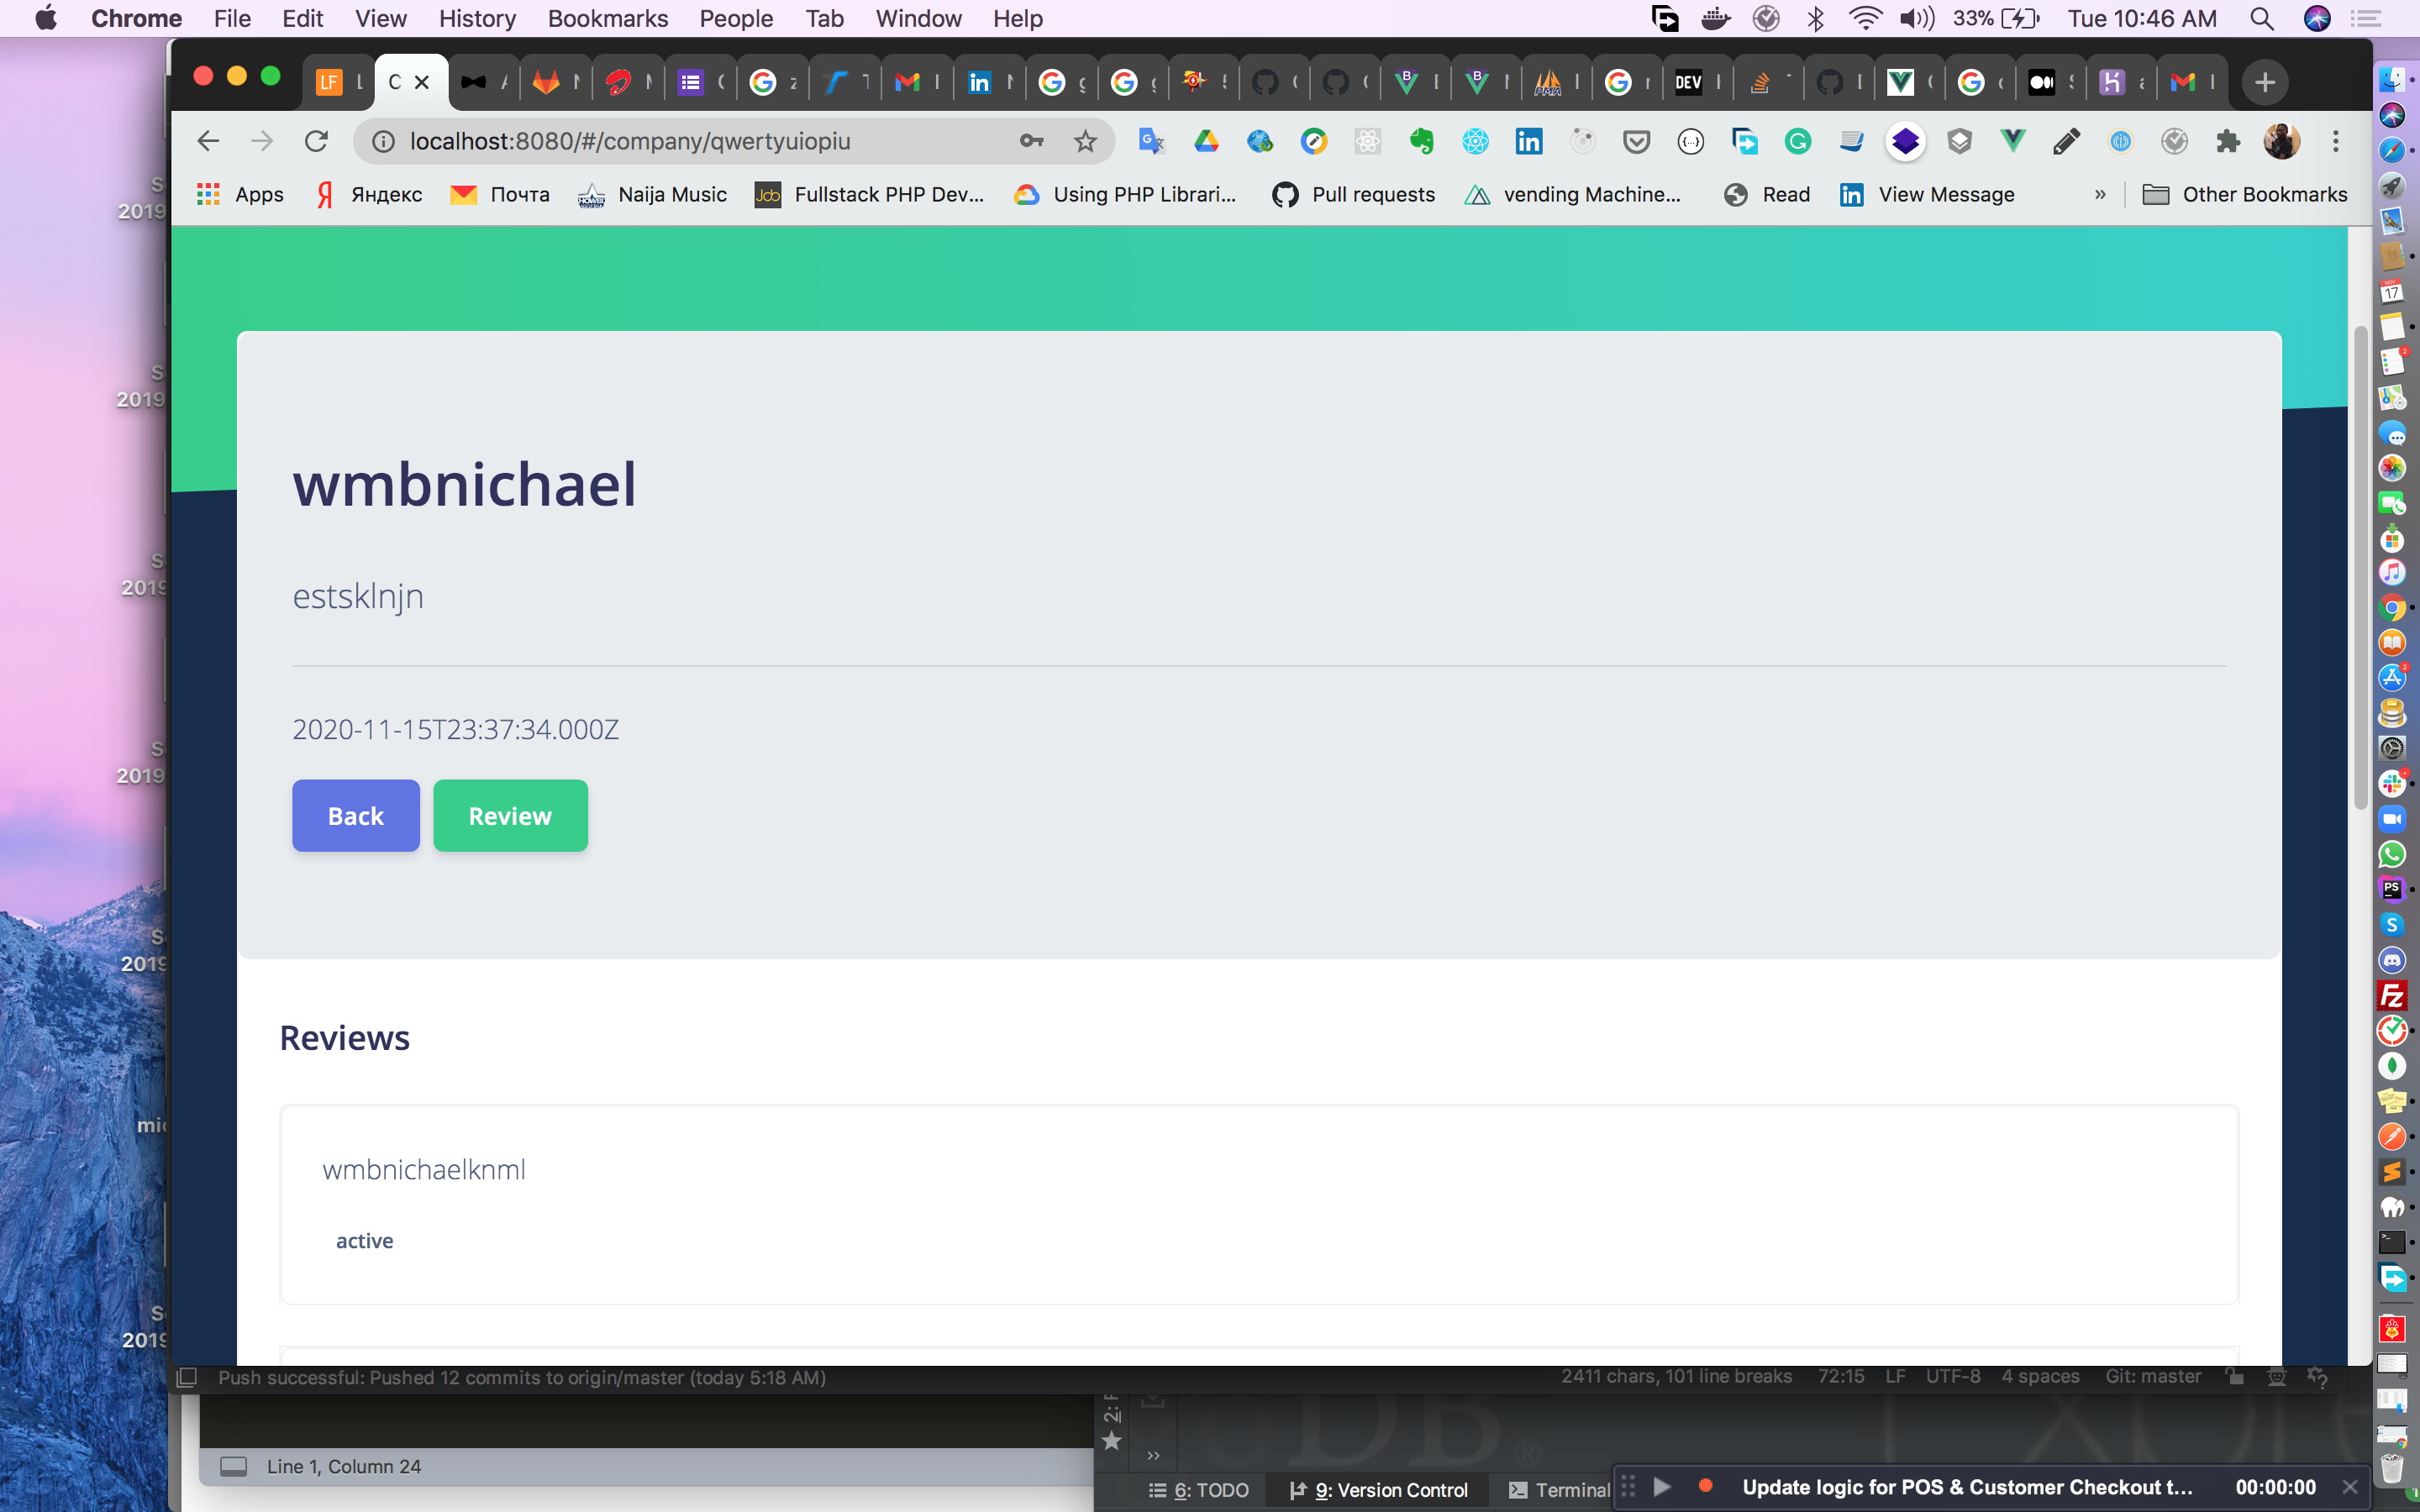 Chrome File Edit View History Bookmarks People Tab Window Help 33% Tue 10:46 AM
localhost:8080/#/company/qwertyuiopiu
Apps Яндекс Почта Naija Music Fullstack PHP Dev... Using PHP Librari... Pull requests vending Machine... Read View Message » Other Bookmarks
wmbnichael
estsklnjn
2020-11-15T23:37:34.000Z
Back Review
Reviews
wmbnichaelknml
active
Push successful: Pushed 12 commits to origin/master (today 5:18 AM) 2411 chars, 101 line breaks 72:15 LF UTF-8 4 spaces Git: master
Line 1, Column 24
6: TODO 9: Version Control Terminal
Update logic for POS & Customer Checkout t... 00:00:00